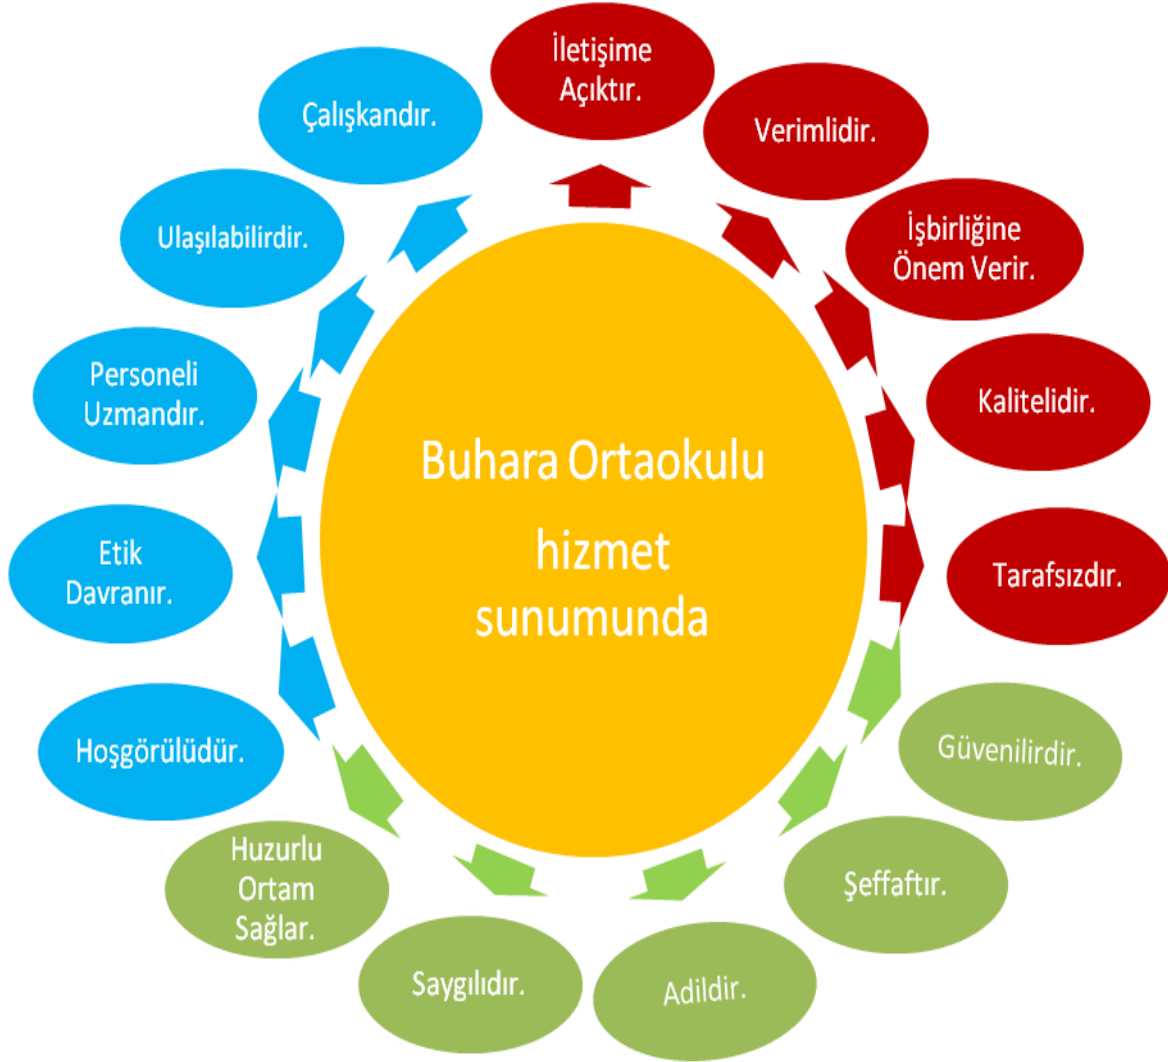 İletişime
Açıktır.
Verimlidir.
İşbirliğine
Önem Verir.
Kalitelidir.
Tarafsızdır.
Güvenilirdir.
Şeffaftır.
Adildir.
Saygılıdır.
Huzurlu
Ortam
Sağlar.
Hoşgörülüdür.
Etik
Davranır.
Personeli
Uzmandır.
Ulaşılabilirdir.
Çalışkandır.
Buhara Ortaokulu
hizmet
sunumunda